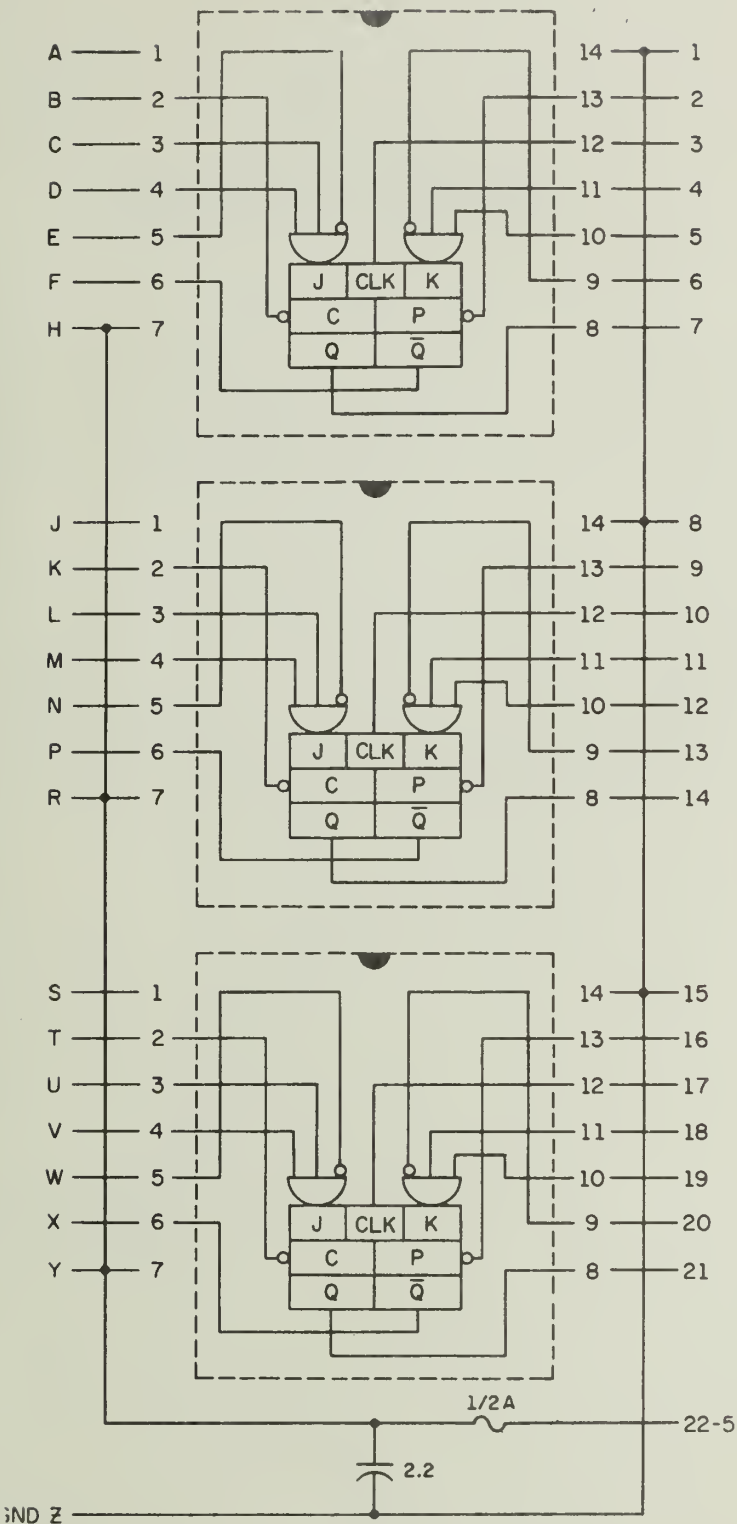 A 1 14 1
B 2 13 2
C 3 12 3
D 4 11 4
E 5 10 5
F 6 9 6
J CLK K
H 7 C P 8 7
Q Q̅
J 1 14 8
K 2 13 9
L 3 12 10
M 4 11 11
N 5 10 12
P 6 J CLK K 9 13
C P
R 7 8 14
Q Q̅
S 1 14 15
T 2 13 16
U 3 12 17
V 4 11 18
W 5 10 19
X 6 J CLK K 9 20
C P
Y 7 8 21
Q Q̅
1/2A
22-5
2.2
GND Z